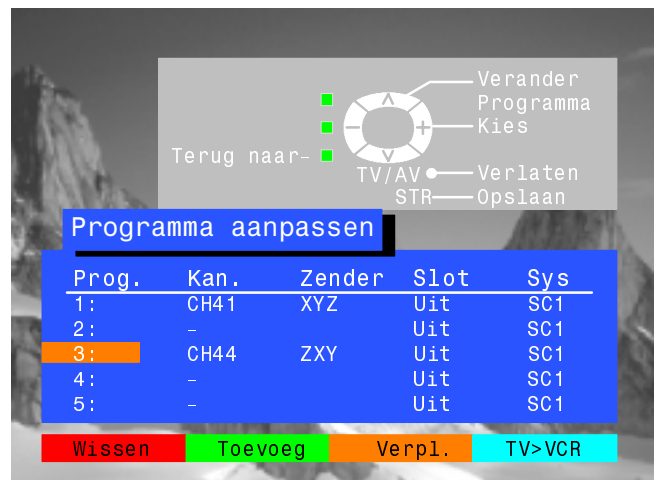 Verander
Programma
Kies
Terug naar
TV/AV Verlaten
STR Opslaan
Programma aanpassen
Prog. Kan. Zender Slot Sys
1: CH41 XYZ Uit SC1
2: – Uit SC1
3: CH44 ZXY Uit SC1
4: – Uit SC1
5: – Uit SC1
Wissen Toevoeg Verpl. TV>VCR